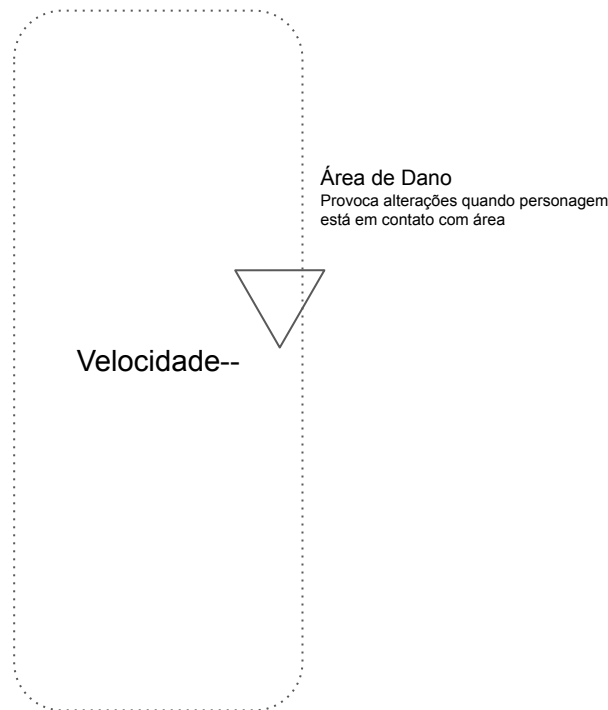 Área de Dano
Provoca alterações quando personagem
está em contato com área
Velocidade--